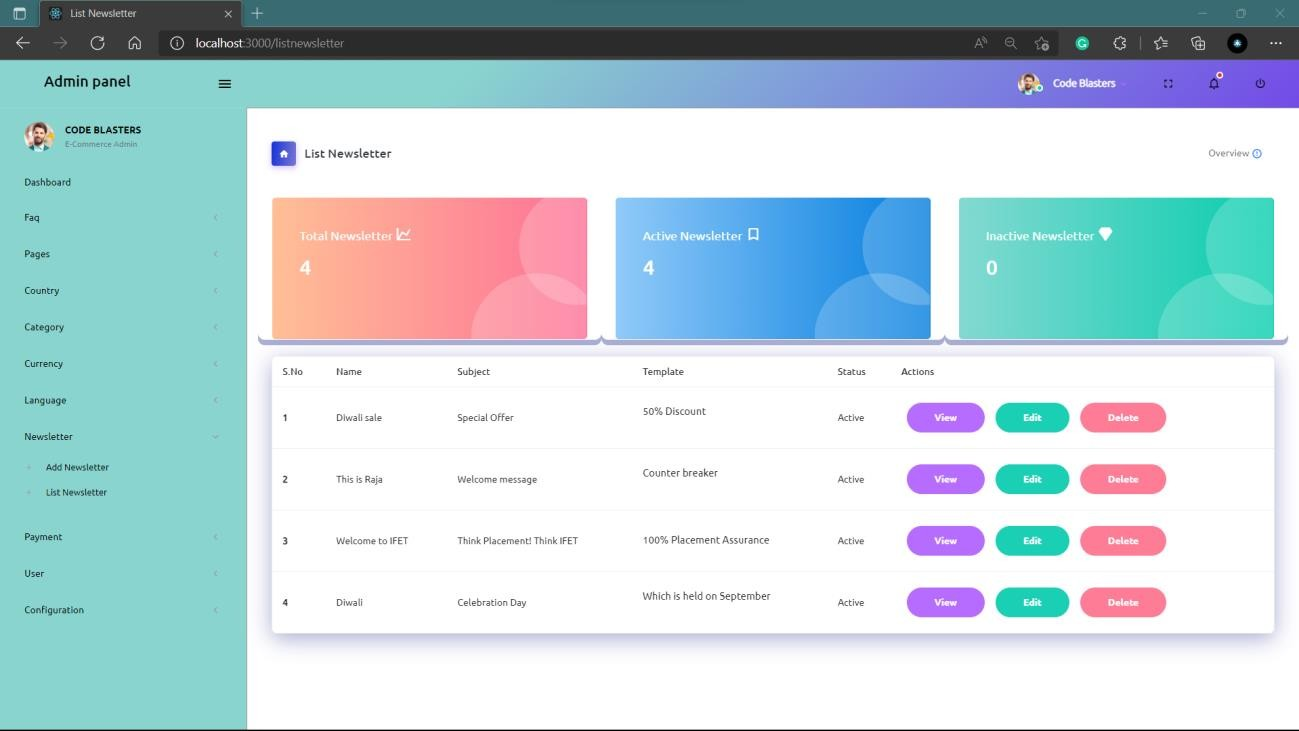 List Newsletter
localhost:3000/listnewsletter
Admin panel
Code Blasters
CODE BLASTERS
E-Commerce Admin
Dashboard
Faq
Pages
Country
Category
Currency
Language
Newsletter
Add Newsletter
List Newsletter
Payment
User
Configuration
List Newsletter
Overview
Total Newsletter
4
Active Newsletter
4
Inactive Newsletter
0
S.No Name Subject Template Status Actions
1 Diwali sale Special Offer 50% Discount Active View Edit Delete
2 This is Raja Welcome message Counter breaker Active View Edit Delete
3 Welcome to IFET Think Placement! Think IFET 100% Placement Assurance Active View Edit Delete
4 Diwali Celebration Day Which is held on September Active View Edit Delete